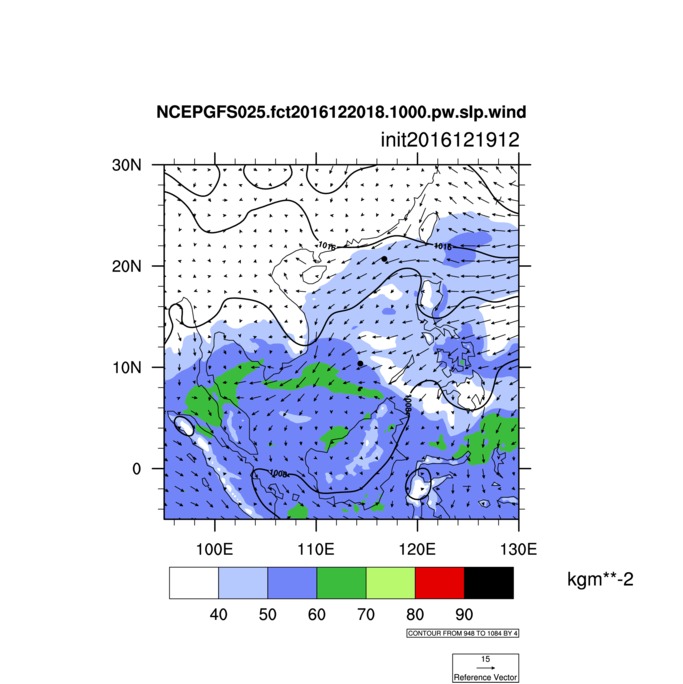 NCEPGFS025.fct2016122018.1000.pw.slp.wind
init2016121912
30N
1016
1016
20N
10N
1008
0
1008
100E 110E 120E 130E
kgm**-2
40 50 60 70 80 90
CONTOUR FROM 948 TO 1084 BY 4
15
Reference Vector